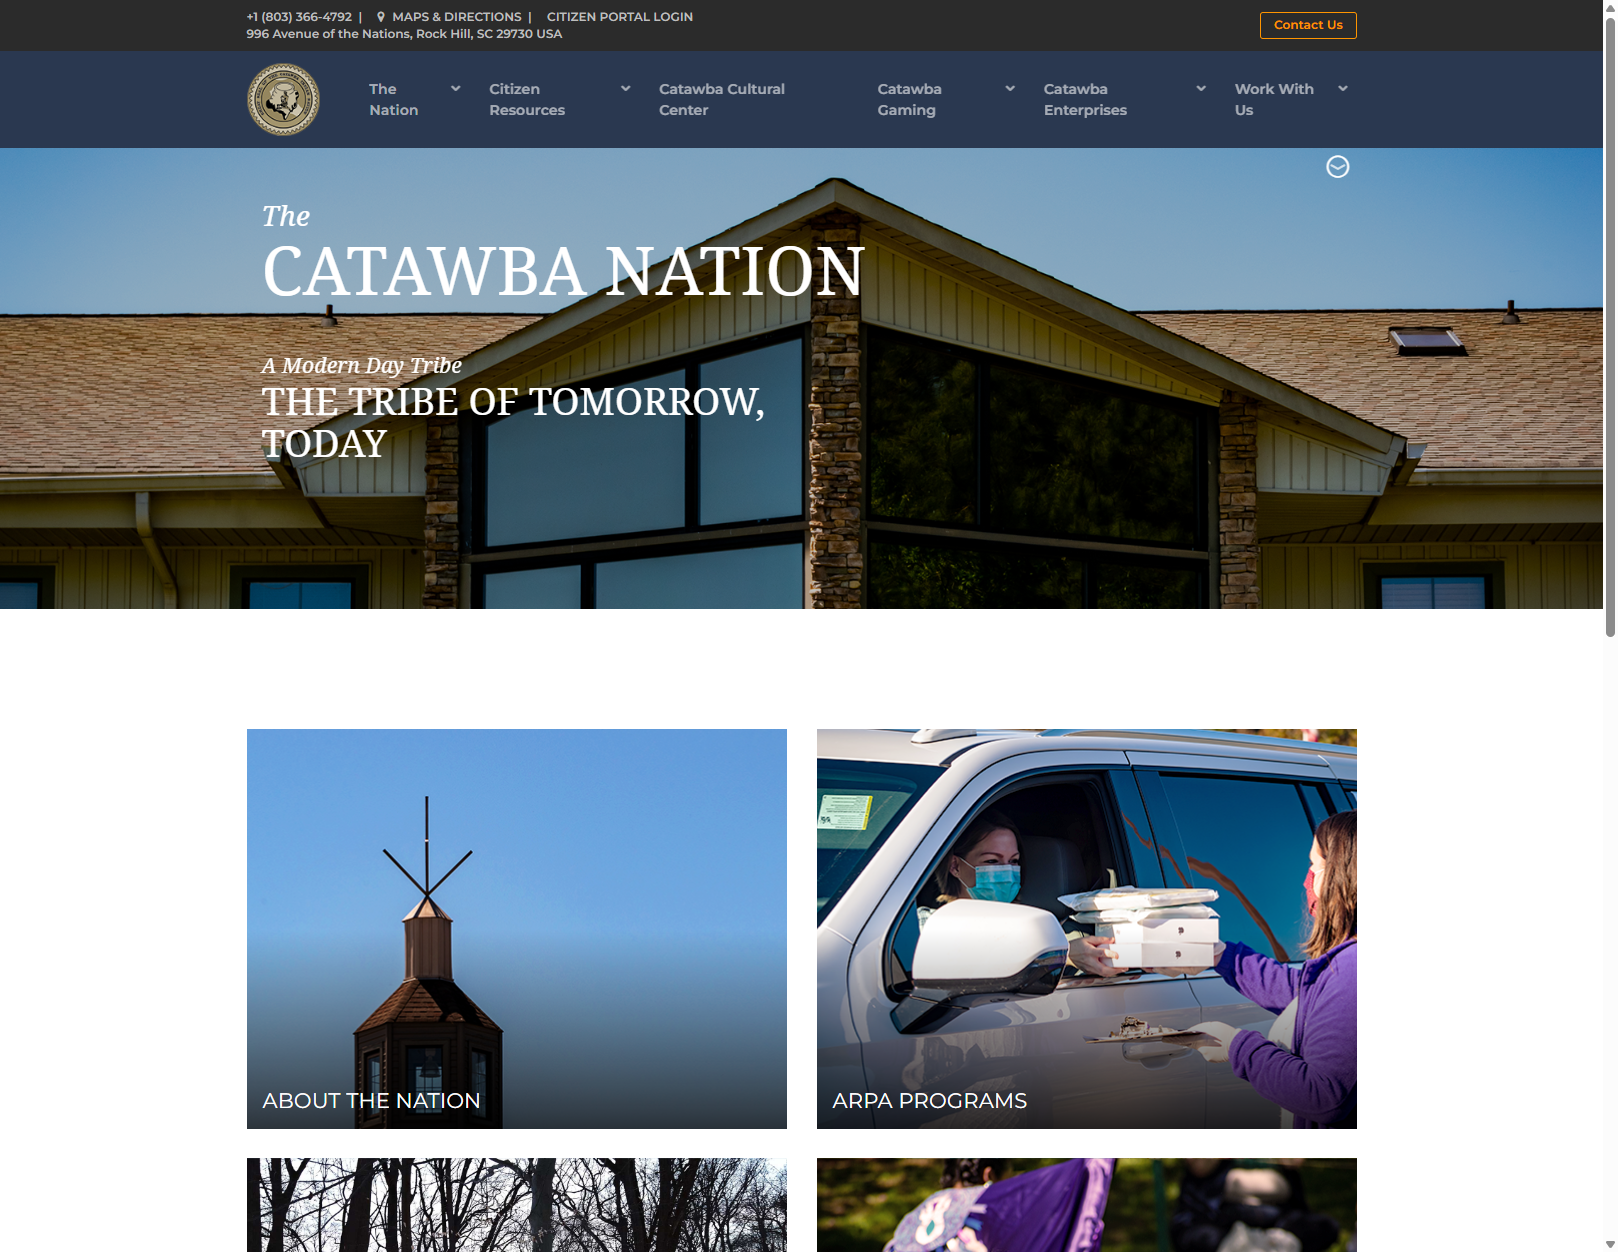 +1 (803) 366-4792 | MAPS & DIRECTIONS | CITIZEN PORTAL LOGIN
996 Avenue of the Nations, Rock Hill, SC 29730 USA
Contact Us
The Nation
Citizen Resources
Catawba Cultural Center
Catawba Gaming
Catawba Enterprises
Work With Us
The
CATAWBA NATION
A Modern Day Tribe
THE TRIBE OF TOMORROW,
TODAY
ABOUT THE NATION
ARPA PROGRAMS